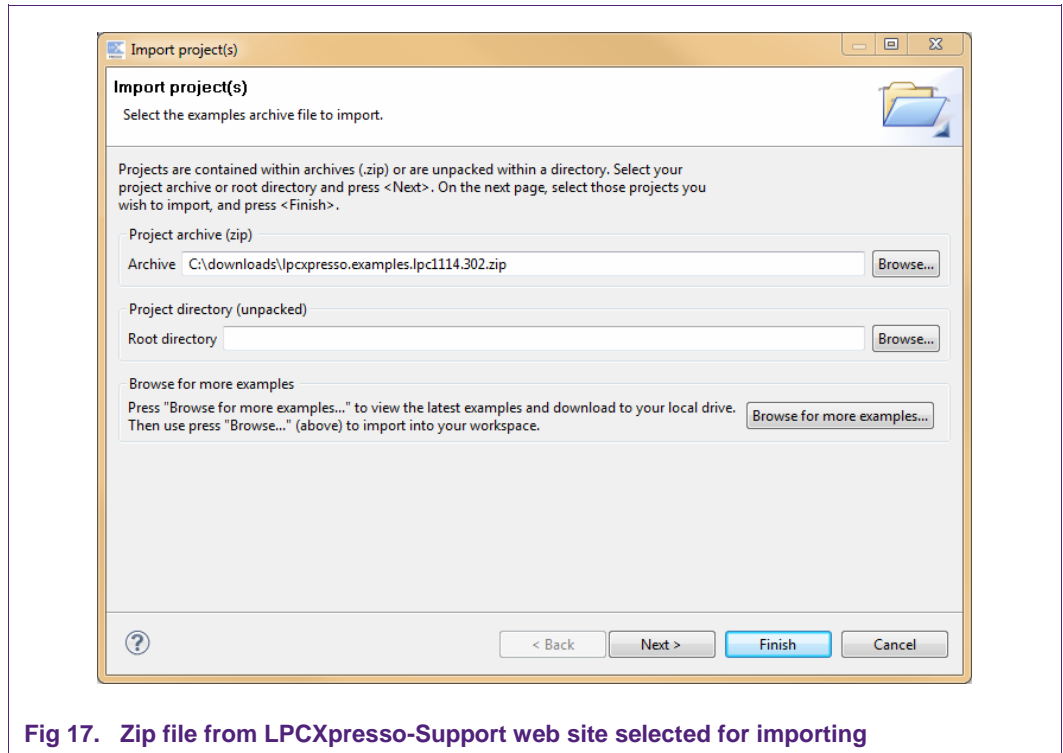 Import project(s)
Import project(s)
Select the examples archive file to import.
Projects are contained within archives (.zip) or are unpacked within a directory. Select your
project archive or root directory and press <Next>. On the next page, select those projects you
wish to import, and press <Finish>.
Project archive (zip)
Archive C:\downloads\lpcxpresso.examples.lpc1114.302.zip Browse...
Project directory (unpacked)
Root directory Browse...
Browse for more examples
Press "Browse for more examples..." to view the latest examples and download to your local drive.
Then use press "Browse..." (above) to import into your workspace.
Browse for more examples...
? < Back Next > Finish Cancel
Fig 17. Zip file from LPCXpresso-Support web site selected for importing